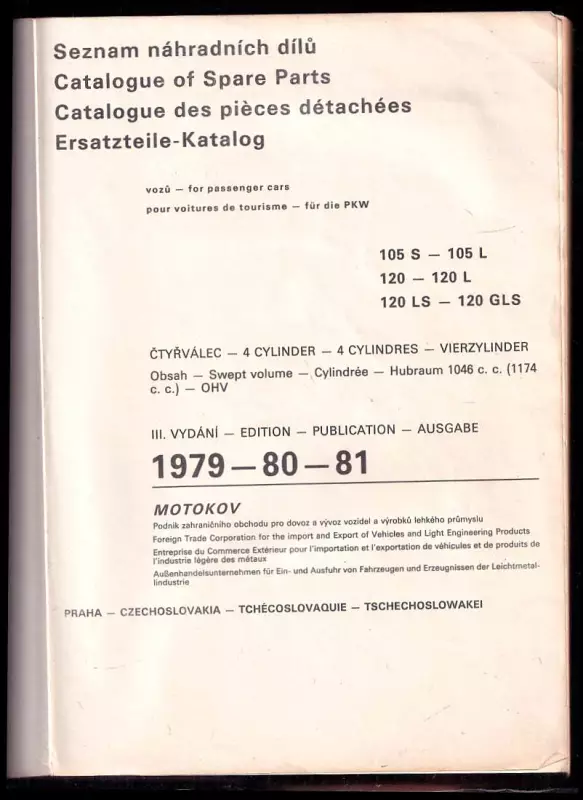 Seznam náhradních dílů
Catalogue of Spare Parts
Catalogue des pièces détachées
Ersatzteile-Katalog
vozů — for passenger cars
pour voitures de tourisme — für die PKW
105 S — 105 L
120 — 120 L
120 LS — 120 GLS
ČTYŘVÁLEC — 4 CYLINDER — 4 CYLINDRES — VIERZYLINDER
Obsah — Swept volume — Cylindrée — Hubraum 1046 c. c. (1174
c. c.) — OHV
III. VYDÁNÍ — EDITION — PUBLICATION — AUSGABE
1979—80—81
MOTOKOV
Podnik zahraničního obchodu pro dovoz a vývoz vozidel a výrobků lehkého průmyslu
Foreign Trade Corporation for the import and Export of Vehicles and Light Engineering Products
Entreprise du Commerce Extérieur pour l'importation et l'exportation de véhicules et de produits de
l'industrie légère des métaux
Außenhandelsunternehmen für Ein- und Ausfuhr von Fahrzeugen und Erzeugnissen der Leichtmetal-
lindustrie
PRAHA — CZECHOSLOVAKIA — TCHÉCOSLOVAQUIE — TSCHECHOSLOWAKEI